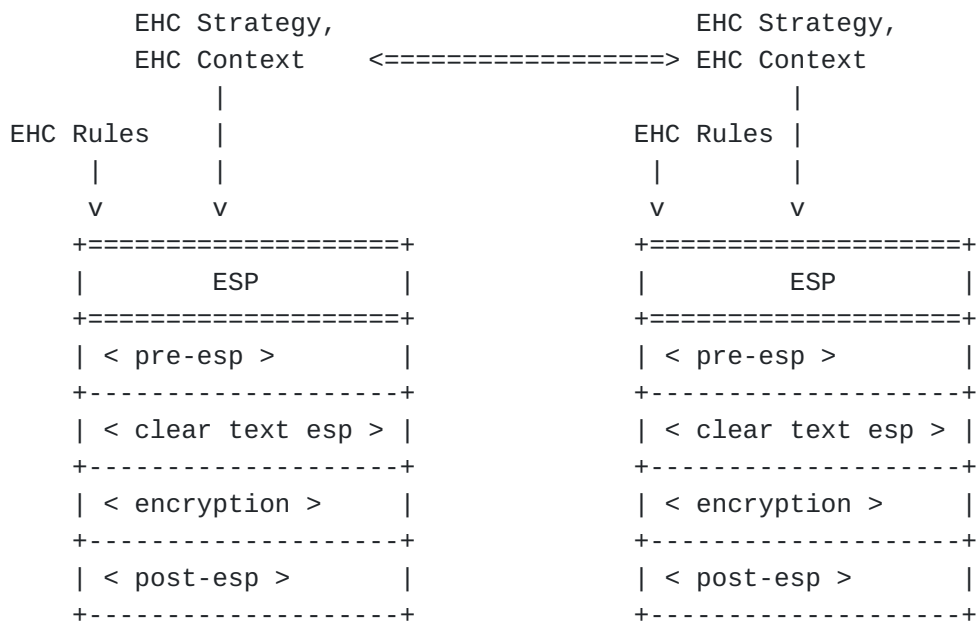 EHC Strategy,                       EHC Strategy,
        EHC Context    <==================> EHC Context
             |                                    |
EHC Rules    |                          EHC Rules |
     |       |                           |        |
     v       v                           v        v
    +====================+              +====================+
    |        ESP         |              |         ESP        |
    +====================+              +====================+
    | < pre-esp >        |              | < pre-esp >        |
    +--------------------+              +--------------------+
    | < clear text esp > |              | < clear text esp > |
    +--------------------+              +--------------------+
    | < encryption >     |              | < encryption >     |
    +--------------------+              +--------------------+
    | < post-esp >       |              | < post-esp >       |
    +--------------------+              +--------------------+